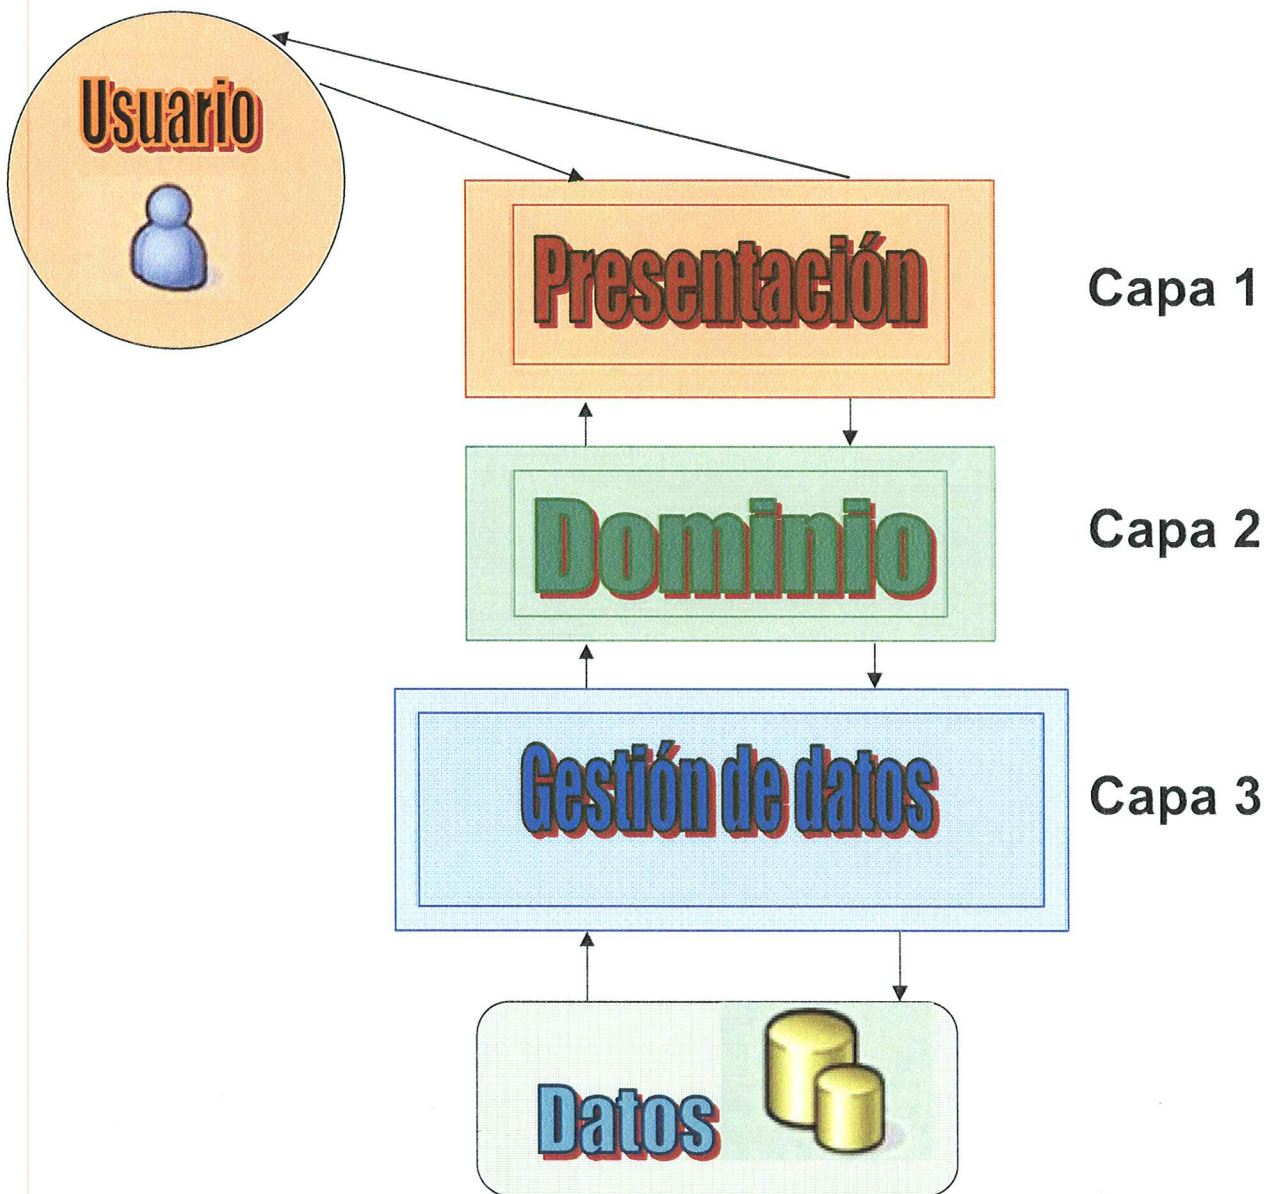 Usuario
Presentación
Capa 1
Dominio
Capa 2
Gestión de datos
Capa 3
Datos